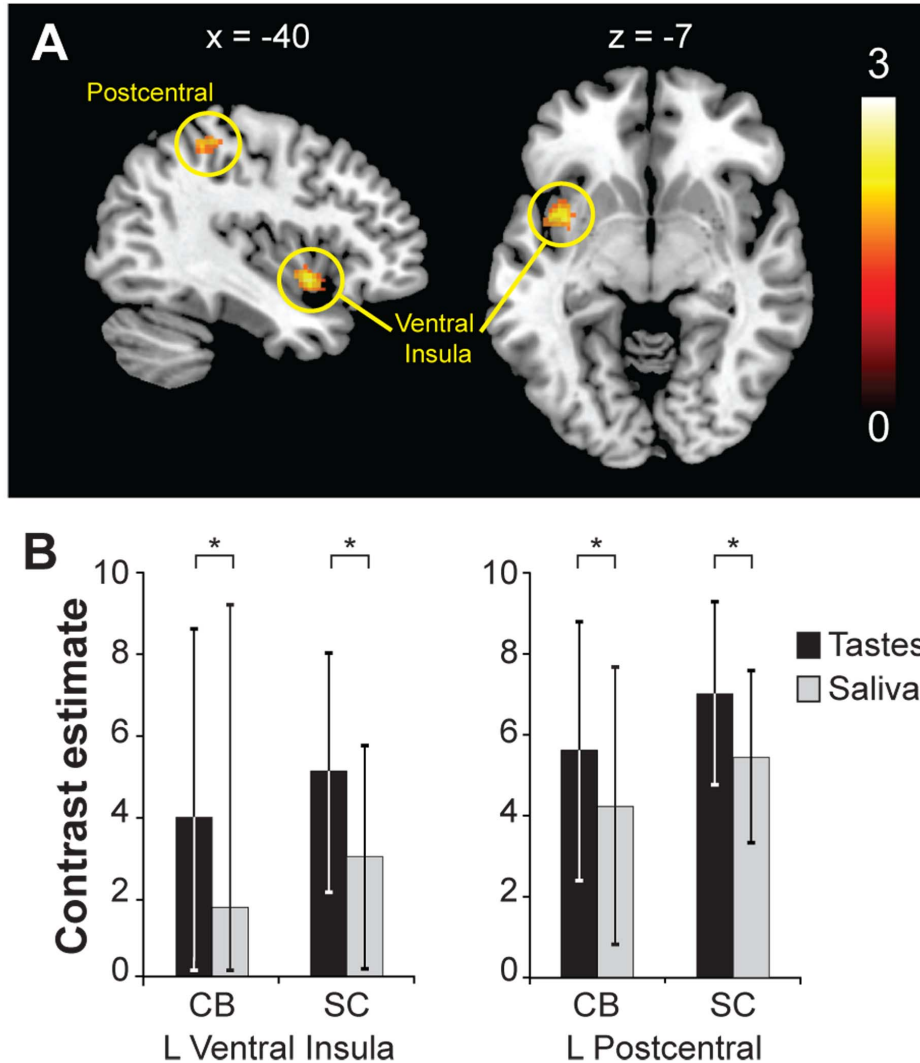 A
x = -40
z = -7
3
Postcentral
Ventral
Insula
0
B
* * * *
10 10
8 8
6 6
4 4
2 2
0 0
Contrast estimate
Tastes
Saliva
CB SC CB SC
L Ventral Insula L Postcentral